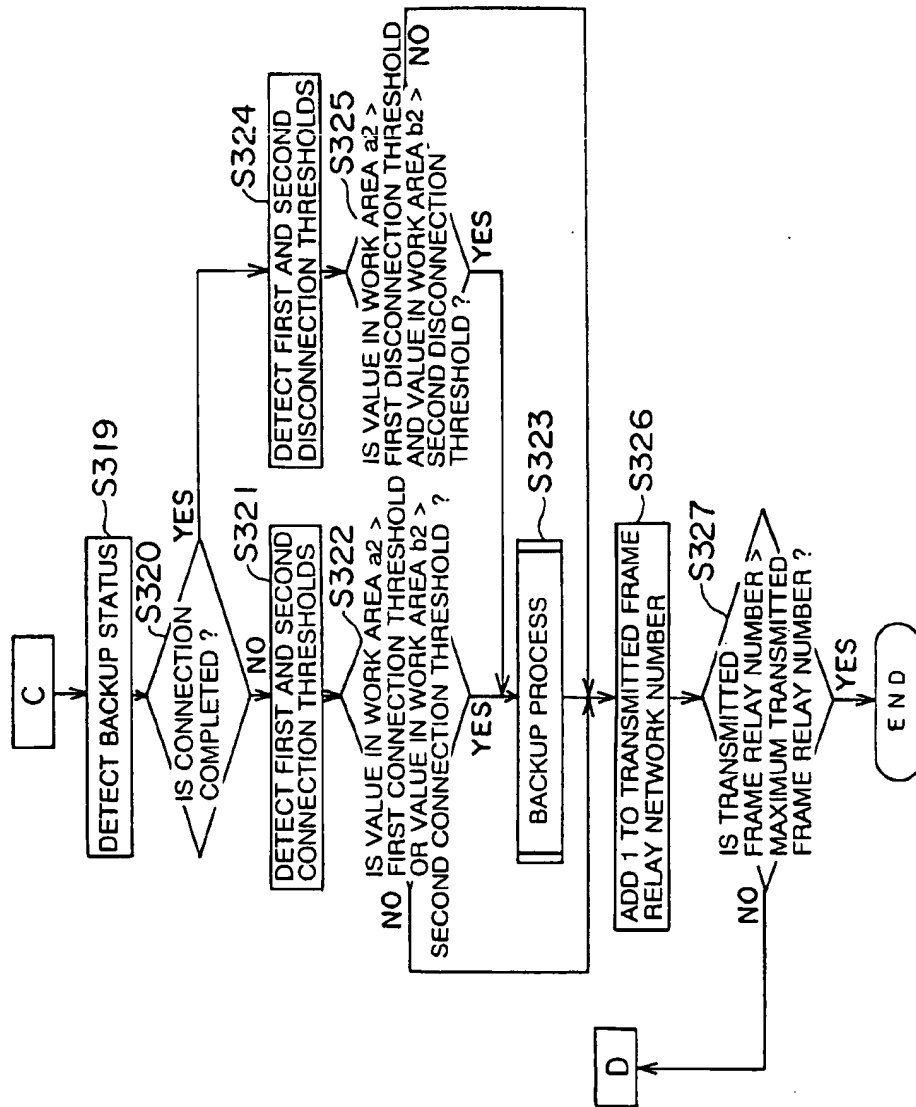 C
DETECT BACKUP STATUS
S319
S320
IS CONNECTION
COMPLETED ?
YES
NO
S321
DETECT FIRST AND SECOND
CONNECTION THRESHOLDS
S322
IS VALUE IN WORK AREA a2 >
FIRST CONNECTION THRESHOLD
OR VALUE IN WORK AREA b2 >
SECOND CONNECTION THRESHOLD ?
NO
YES
S324
DETECT FIRST AND SECOND
DISCONNECTION THRESHOLDS
S325
IS VALUE IN WORK AREA a2 >
FIRST DISCONNECTION THRESHOLD
AND VALUE IN WORK AREA b2 >
SECOND DISCONNECTION
THRESHOLD ?
NO
YES
S323
BACKUP PROCESS
S326
ADD 1 TO TRANSMITTED FRAME
RELAY NETWORK NUMBER
S327
IS TRANSMITTED
FRAME RELAY NUMBER >
MAXIMUM TRANSMITTED
FRAME RELAY NUMBER ?
NO
YES
D
END